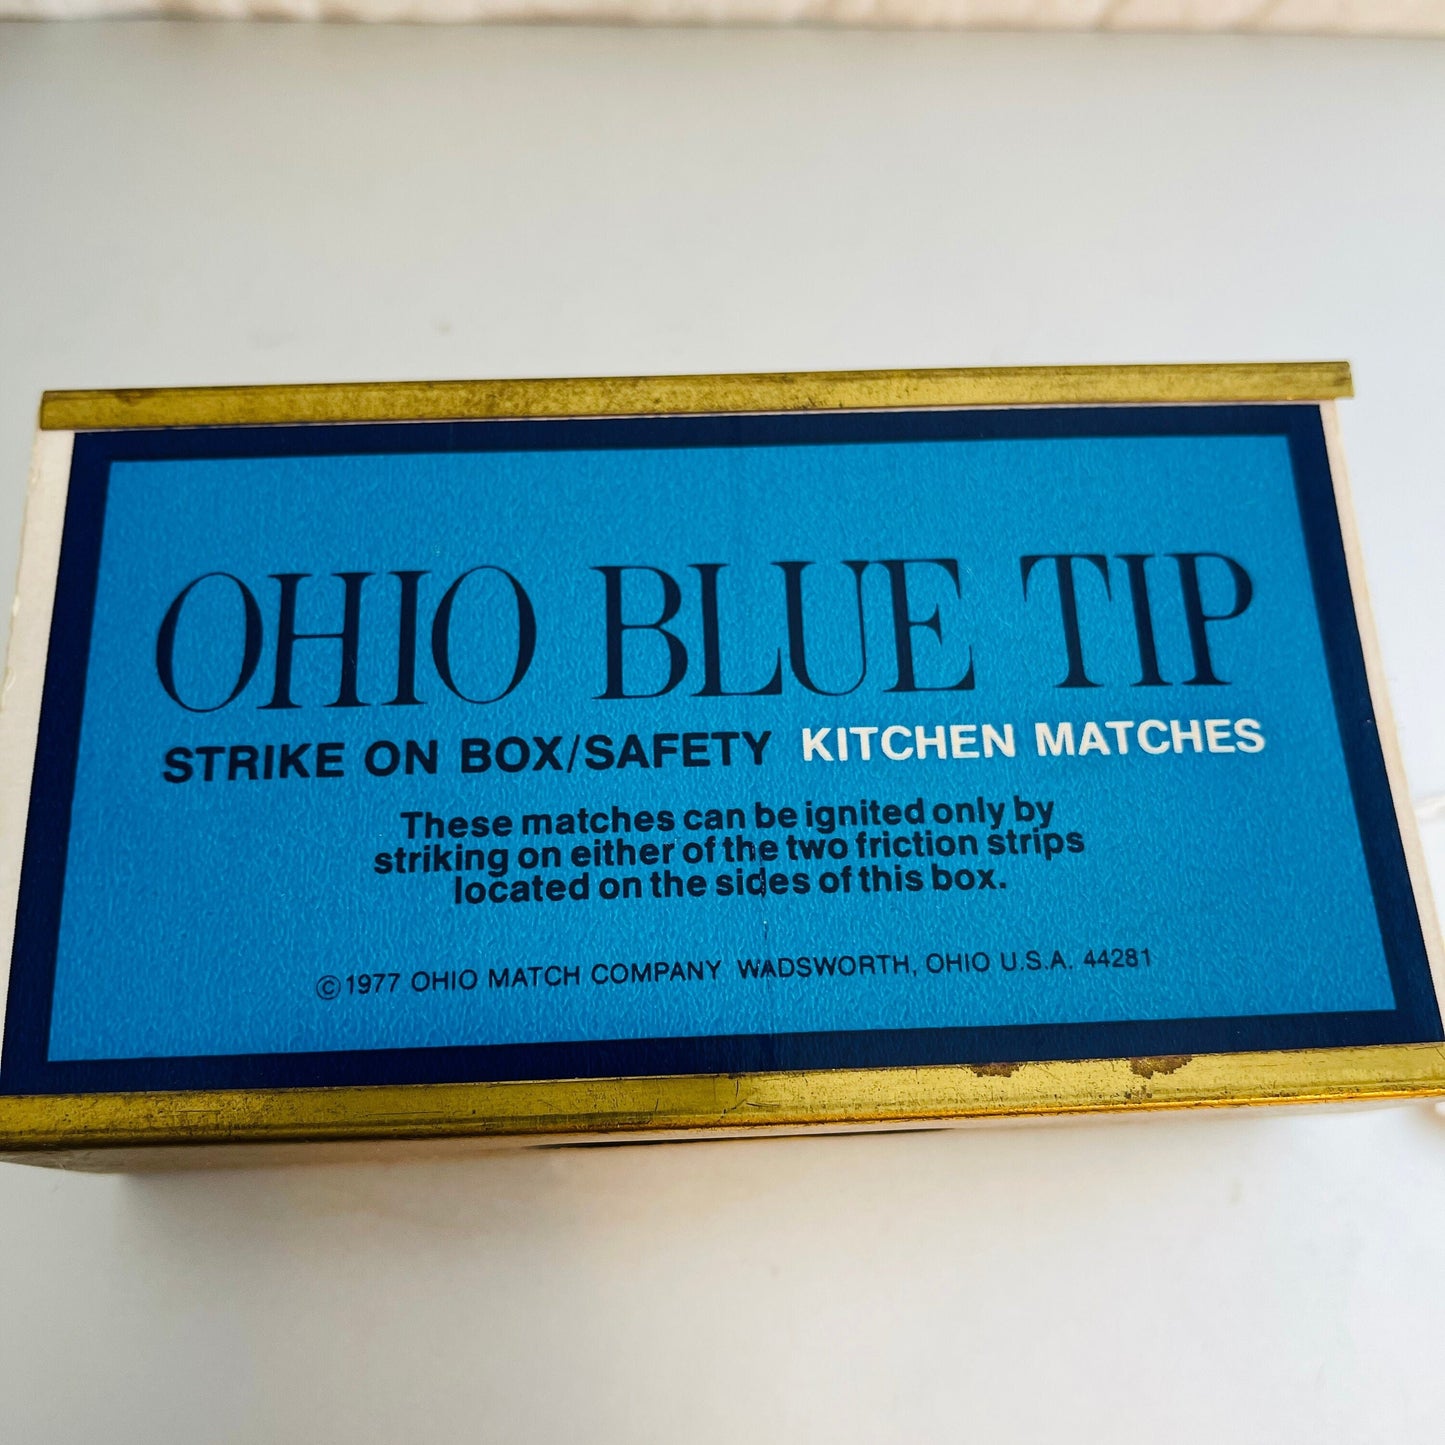 OHIO BLUE TIP
STRIKE ON BOX/SAFETY KITCHEN MATCHES
These matches can be ignited only by
striking on either of the two friction strips
located on the sides of this box.
©1977 OHIO MATCH COMPANY WADSWORTH, OHIO U.S.A. 44281